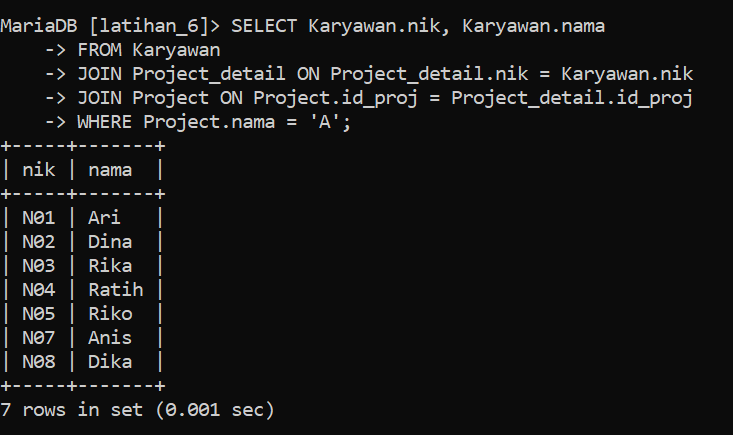 MariaDB [latihan_6]> SELECT Karyawan.nik, Karyawan.nama
    -> FROM Karyawan
    -> JOIN Project_detail ON Project_detail.nik = Karyawan.nik
    -> JOIN Project ON Project.id_proj = Project_detail.id_proj
    -> WHERE Project.nama = 'A';
+-----+-------+
| nik | nama  |
+-----+-------+
| N01 | Ari   |
| N02 | Dina  |
| N03 | Rika  |
| N04 | Ratih |
| N05 | Riko  |
| N07 | Anis  |
| N08 | Dika  |
+-----+-------+
7 rows in set (0.001 sec)